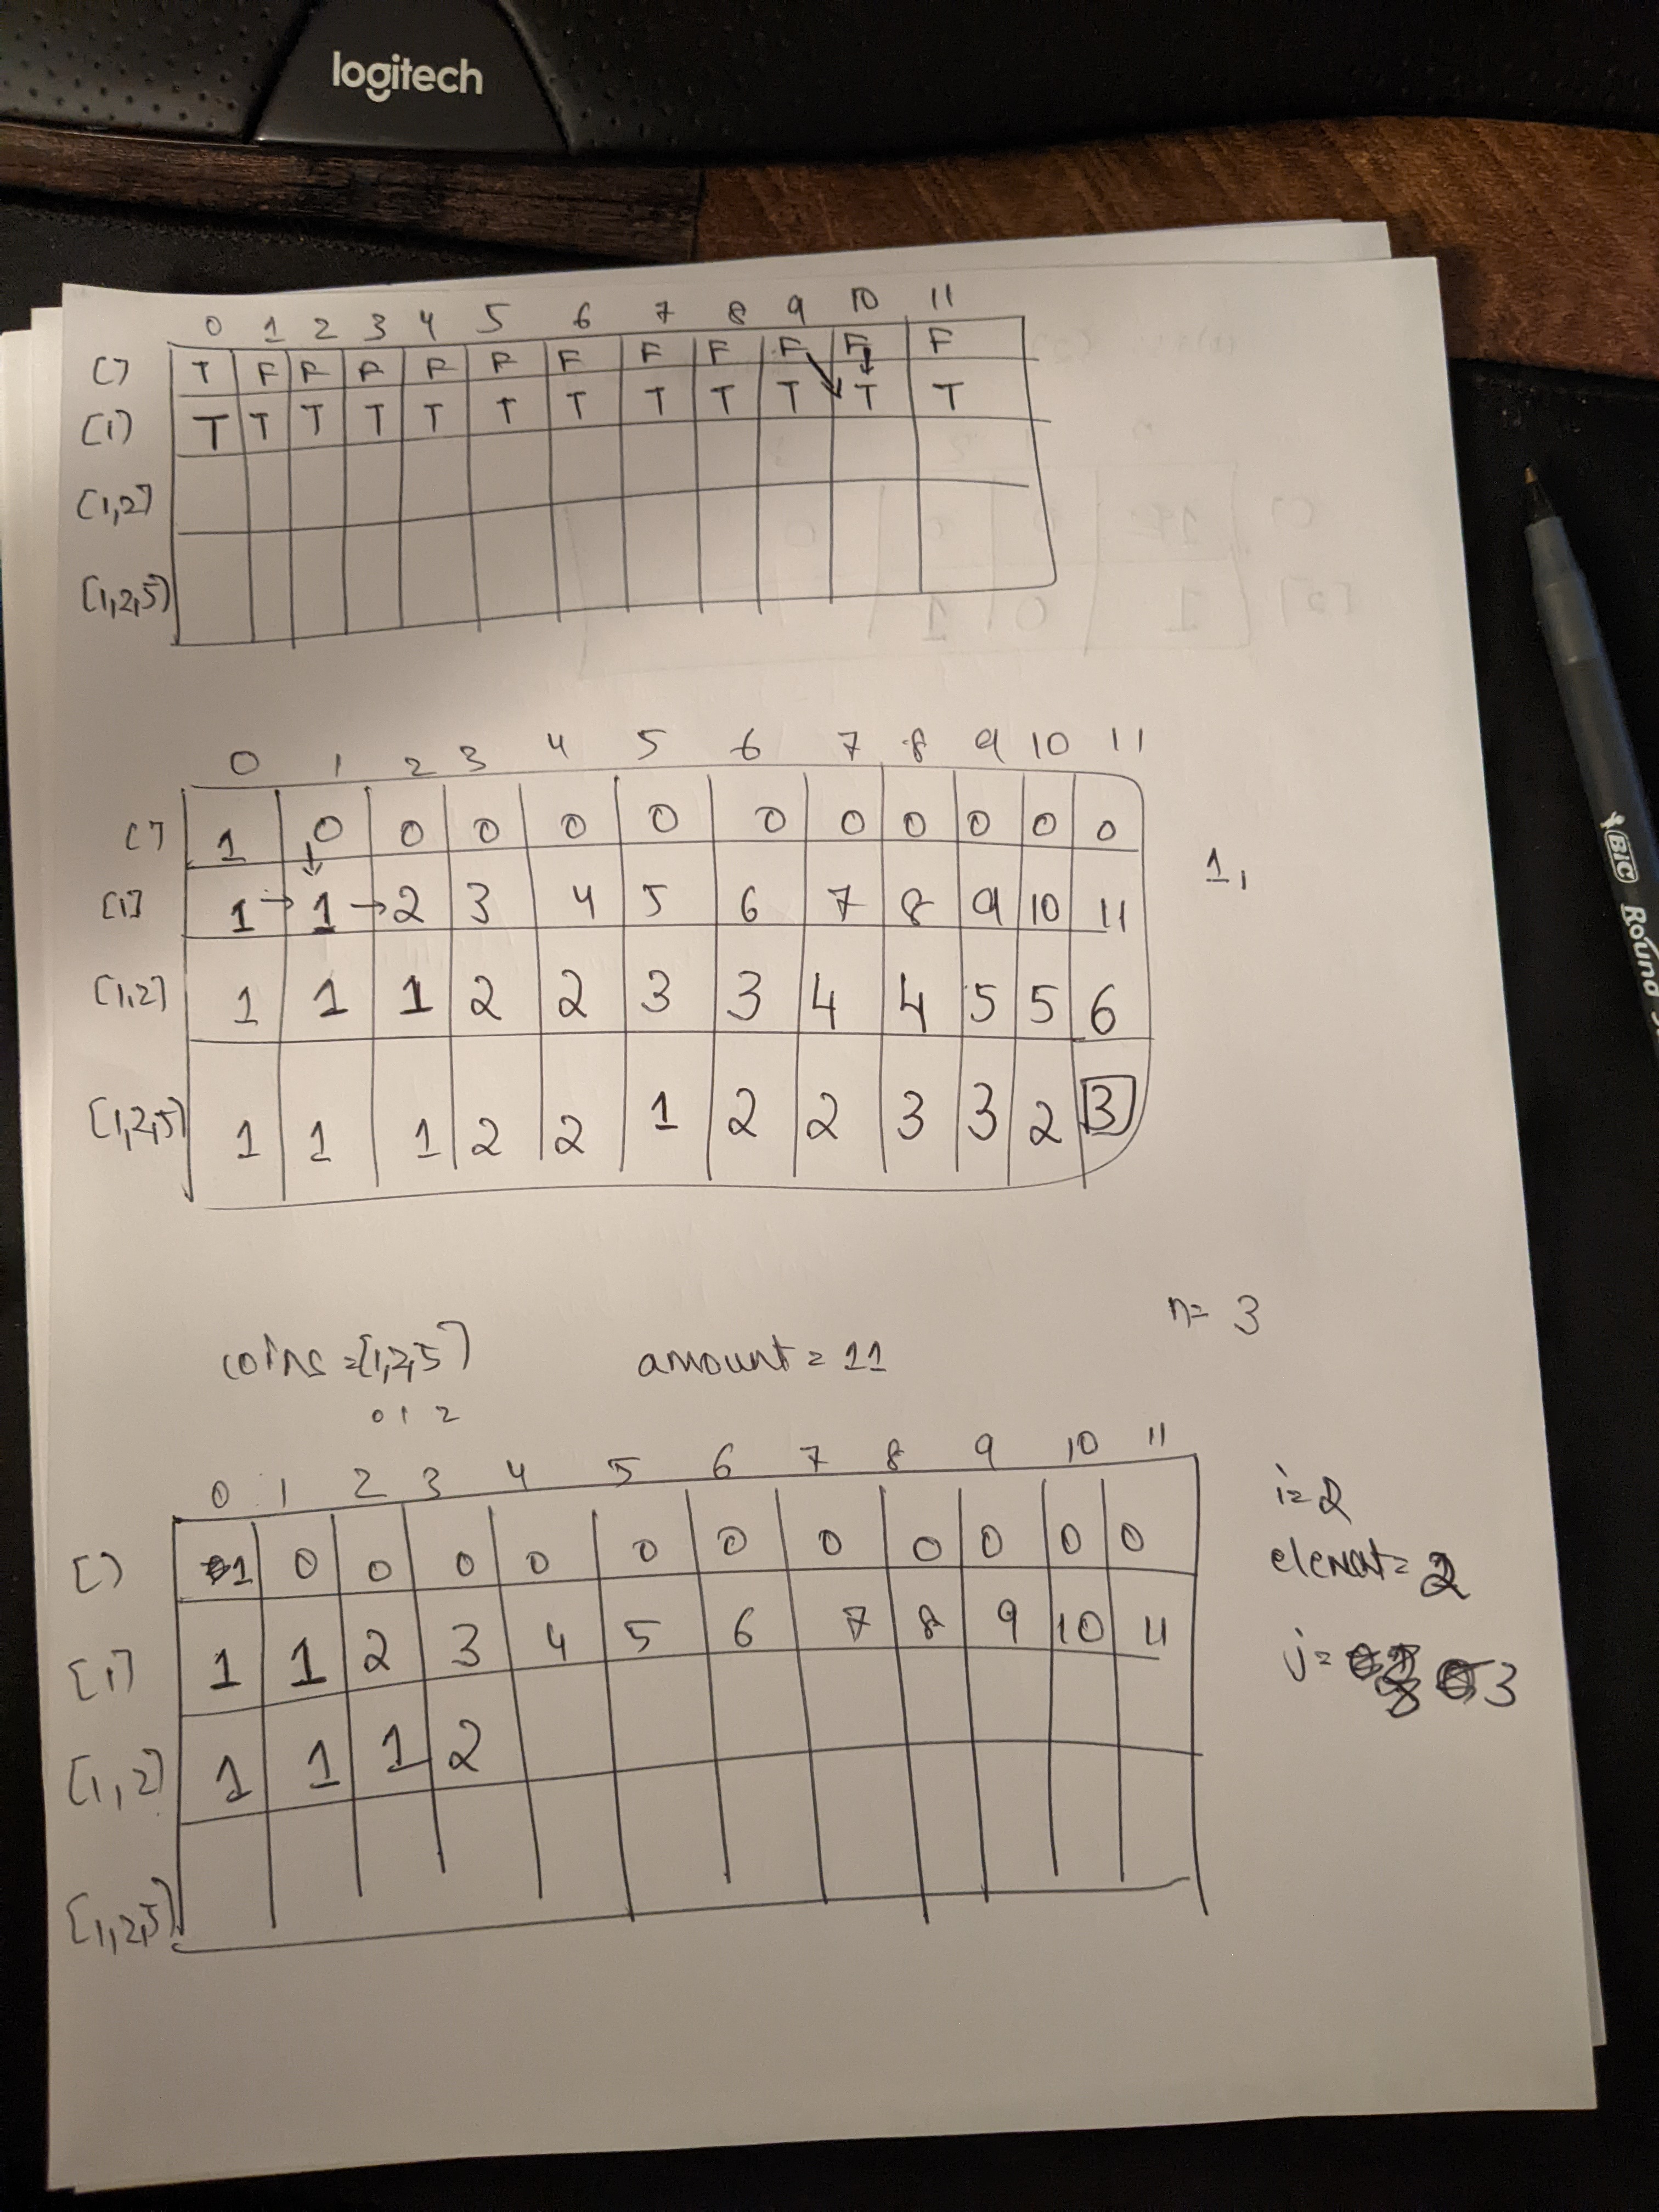 logitech
0 1 2 3 4 5 6 7 8 9 10 11
[] T F F F F F F F F F F F
[1] T T T T T T T T T T T T
[1,2]
[1,2,5]
0 1 2 3 4 5 6 7 8 9 10 11
[] 1 0 0 0 0 0 0 0 0 0 0 0
[1] 1 → 1 → 2 3 4 5 6 7 8 9 10 11
1,
[1,2] 1 1 1 2 2 3 3 4 4 5 5 6
[1,2,5] 1 1 1 2 2 1 2 2 3 3 2 3
BIC Round
n= 3
coins =[1,2,5] amount = 11
0 1 2
0 1 2 3 4 5 6 7 8 9 10 11
[] 1 0 0 0 0 0 0 0 0 0 0 0
i=2
[1] 1 1 2 3 4 5 6 7 8 9 10 11
element= 2
[1,2] 1 1 1 2
j= 3
[1,2,5]